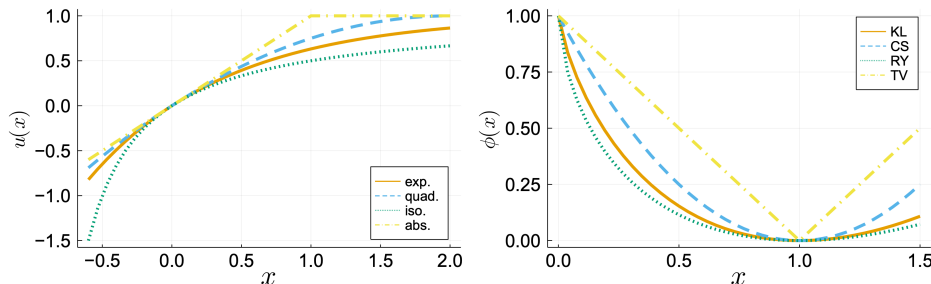 u(x)
1.0
0.5
0.0
−0.5
−1.0
−1.5
−0.5 0.0 0.5 1.0 1.5 2.0
x
exp.
quad.
iso.
abs.
ϕ(x)
1.00
0.75
0.50
0.25
0.00
0.0 0.5 1.0 1.5
x
KL
CS
RY
TV